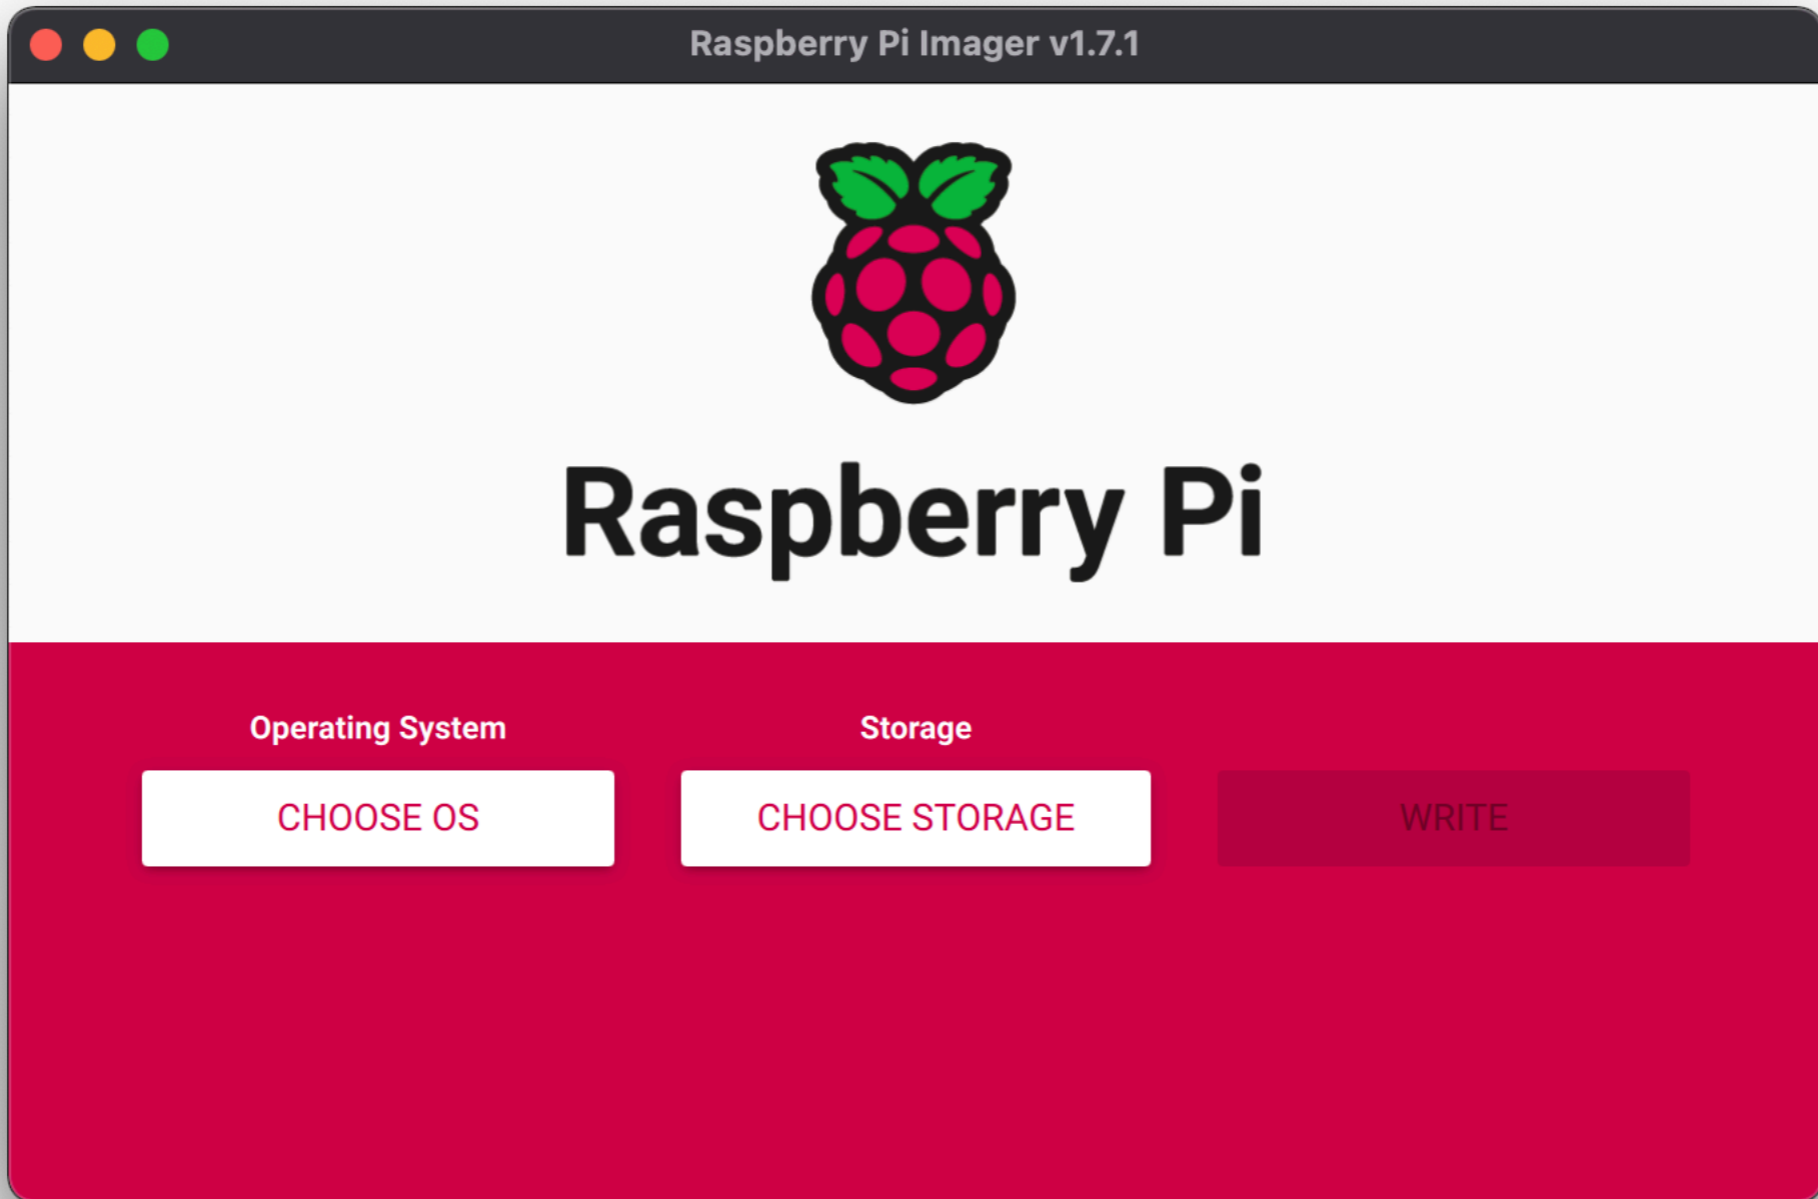 Raspberry Pi Imager v1.7.1
Raspberry Pi
Operating System
Storage
CHOOSE OS
CHOOSE STORAGE
WRITE